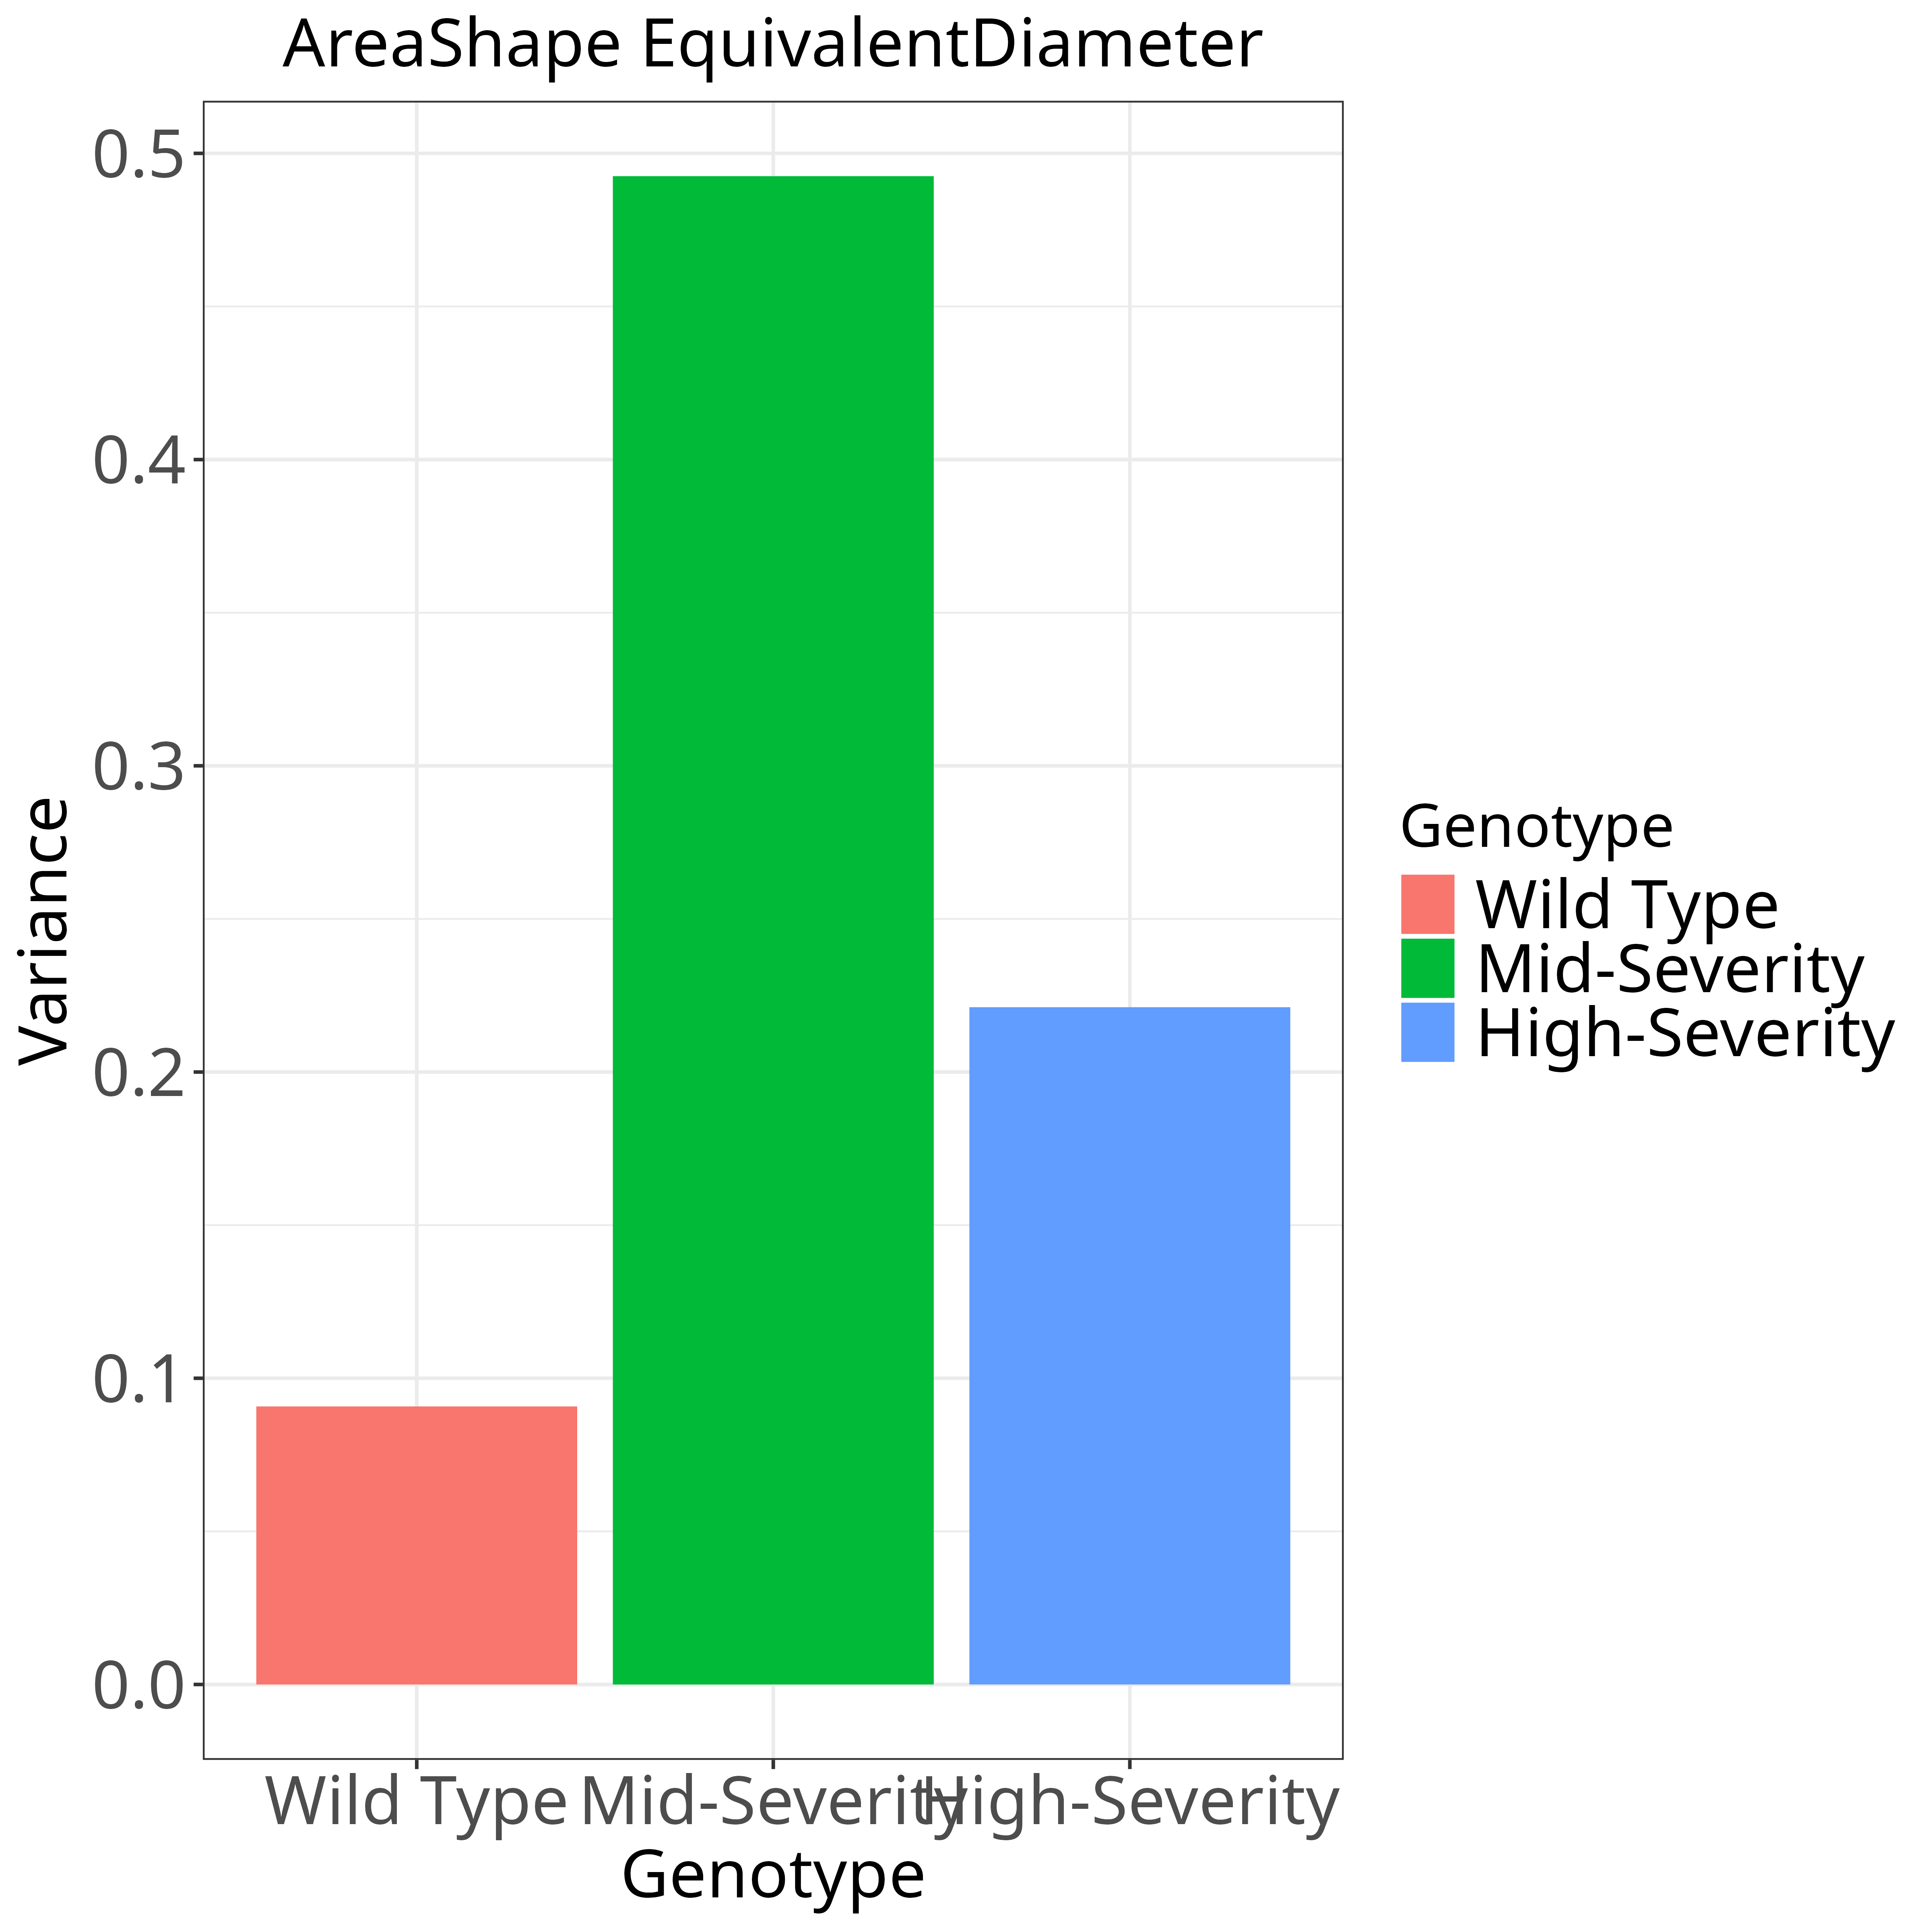 AreaShape EquivalentDiameter
0.5
0.4
0.3
0.2
0.1
0.0
Variance
Wild Type Mid-Severity High-Severity
Genotype
Genotype
Wild Type
Mid-Severity
High-Severity